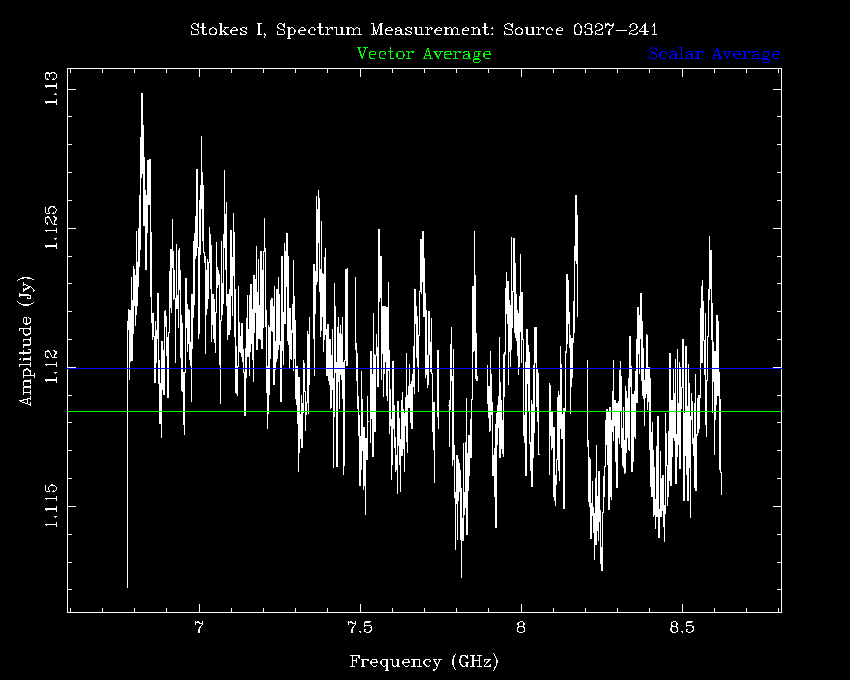 Stokes I, Spectrum Measurement: Source 0327-241
Vector Average Scalar Average
1.13
1.125
1.12
1.115
Amplitude (Jy)
7 7.5 8 8.5
Frequency (GHz)